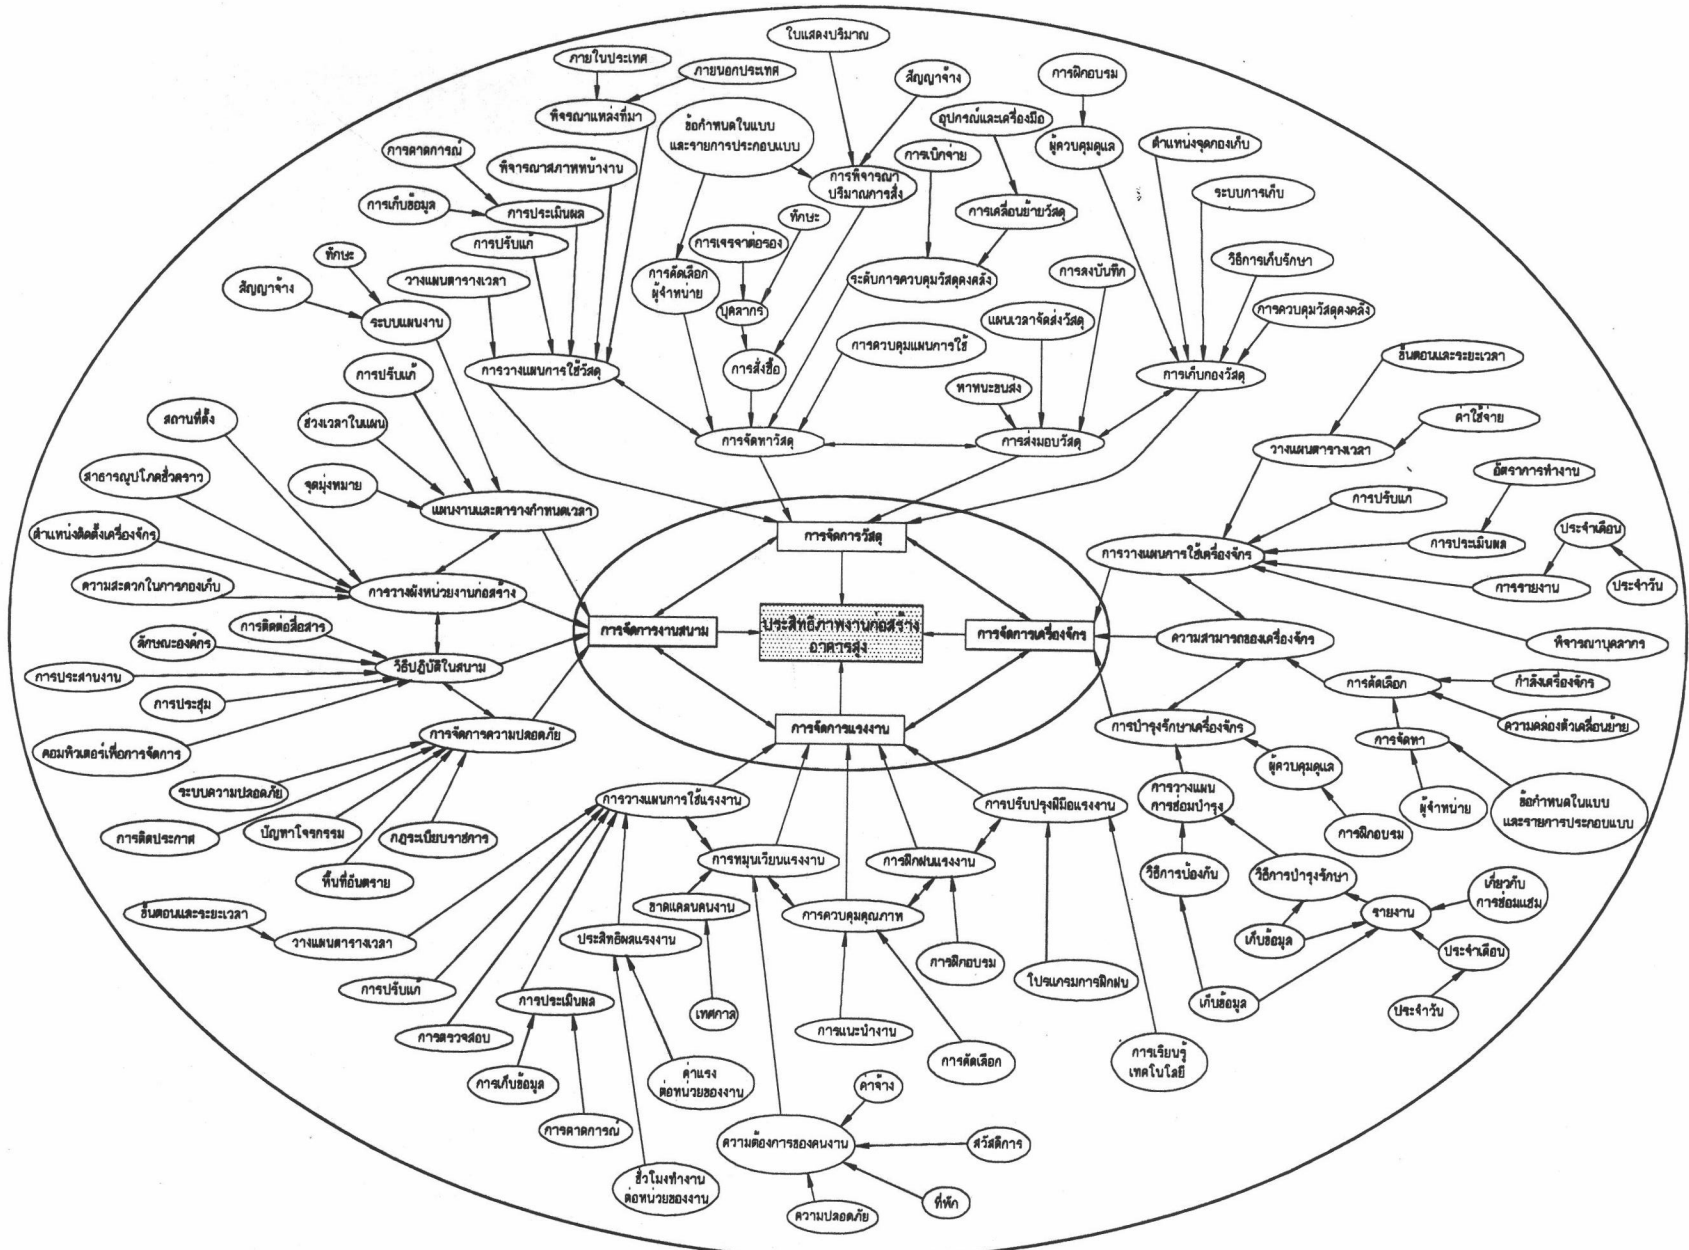 ใบแสดงปริมาณ
ภายในประเทศ
ภายนอกประเทศ
สัญญาจ้าง
การฝึกอบรม
พิจรณาแหล่งที่มา
ข้อกำหนดในแบบ
และรายการประกอบแบบ
อุปกรณ์และเครื่องมือ
ผู้ควบคุมดูแล
ตำแหน่งจุดกองเก็บ
การคาดการณ์
พิจารณาสภาพหน้างาน
การพิจารณา
ปริมาณการสั่ง
การเบิกจ่าย
ระบบการเก็บ
การเก็บข้อมูล
การประเมินผล
ทักษะ
การเคลื่อนย้ายวัสดุ
การปรับแก้
การเจรจาต่อรอง
วิธีการเก็บรักษา
ทักษะ
วางแผนตารางเวลา
การคัดเลือก
ผู้จำหน่าย
ระดับการควบคุมวัสดุคงคลัง
การลงบันทึก
สัญญาจ้าง
บุคลากร
แผนเวลาจัดส่งวัสดุ
การควบคุมวัสดุคงคลัง
ระบบแผนงาน
การควบคุมแผนการใช้
ขั้นตอนและระยะเวลา
การปรับแก้
การวางแผนการใช้วัสดุ
การสั่งซื้อ
พาหนะขนส่ง
การเก็บกองวัสดุ
สถานที่ตั้ง
ช่วงเวลาในแผน
การจัดหาวัสดุ
การส่งมอบวัสดุ
ค่าใช้จ่าย
วางแผนตารางเวลา
สาธารณูปโภคชั่วคราว
จุดมุ่งหมาย
อัตราการทำงาน
แผนงานและตารางกำหนดเวลา
การปรับแก้
ตำแหน่งติดตั้งเครื่องจักร
การจัดการวัสดุ
การวางแผนการใช้เครื่องจักร
การประเมินผล
ประจำเดือน
ความสะดวกในการกองเก็บ
การวางผังหน่วยงานก่อสร้าง
การรายงาน
ประจำวัน
การติดต่อสื่อสาร
การจัดการงานสนาม
ประสิทธิภาพงานก่อสร้าง
อาคารสูง
การจัดการเครื่องจักร
ความสามารถของเครื่องจักร
พิจารณาบุคลากร
ลักษณะองค์กร
วิธีปฏิบัติในสนาม
การประสานงาน
การคัดเลือก
กำลังเครื่องจักร
การประชุม
การจัดการแรงงาน
การบำรุงรักษาเครื่องจักร
ความคล่องตัวเคลื่อนย้าย
การจัดการความปลอดภัย
การจัดหา
คอมพิวเตอร์เพื่อการจัดการ
ผู้ควบคุมดูแล
ระบบความปลอดภัย
การวางแผนการใช้แรงงาน
การปรับปรุงฝีมือแรงงาน
การวางแผน
การซ่อมบำรุง
ผู้จำหน่าย
ข้อกำหนดในแบบ
และรายการประกอบแบบ
การติดประกาศ
ปัญหาโจรกรรม
กฎระเบียบราชการ
การฝึกอบรม
การหมุนเวียนแรงงาน
การฝึกฝนแรงงาน
พื้นที่อันตราย
วิธีการป้องกัน
วิธีการบำรุงรักษา
เกี่ยวกับ
การซ่อมแซม
ขาดแคลนคนงาน
การควบคุมคุณภาพ
รายงาน
ขั้นตอนและระยะเวลา
วางแผนตารางเวลา
ประสิทธิผลแรงงาน
เก็บข้อมูล
ประจำเดือน
การฝึกอบรม
โปรแกรมการฝึกฝน
การปรับแก้
การประเมินผล
เทศกาล
เก็บข้อมูล
ประจำวัน
การตรวจสอบ
การแนะนำงาน
การคัดเลือก
การเรียนรู้
เทคโนโลยี
การเก็บข้อมูล
ค่าแรง
ต่อหน่วยของงาน
ค่าจ้าง
การคาดการณ์
ความต้องการของคนงาน
สวัสดิการ
ชั่วโมงทำงาน
ต่อหน่วยของงาน
ที่พัก
ความปลอดภัย